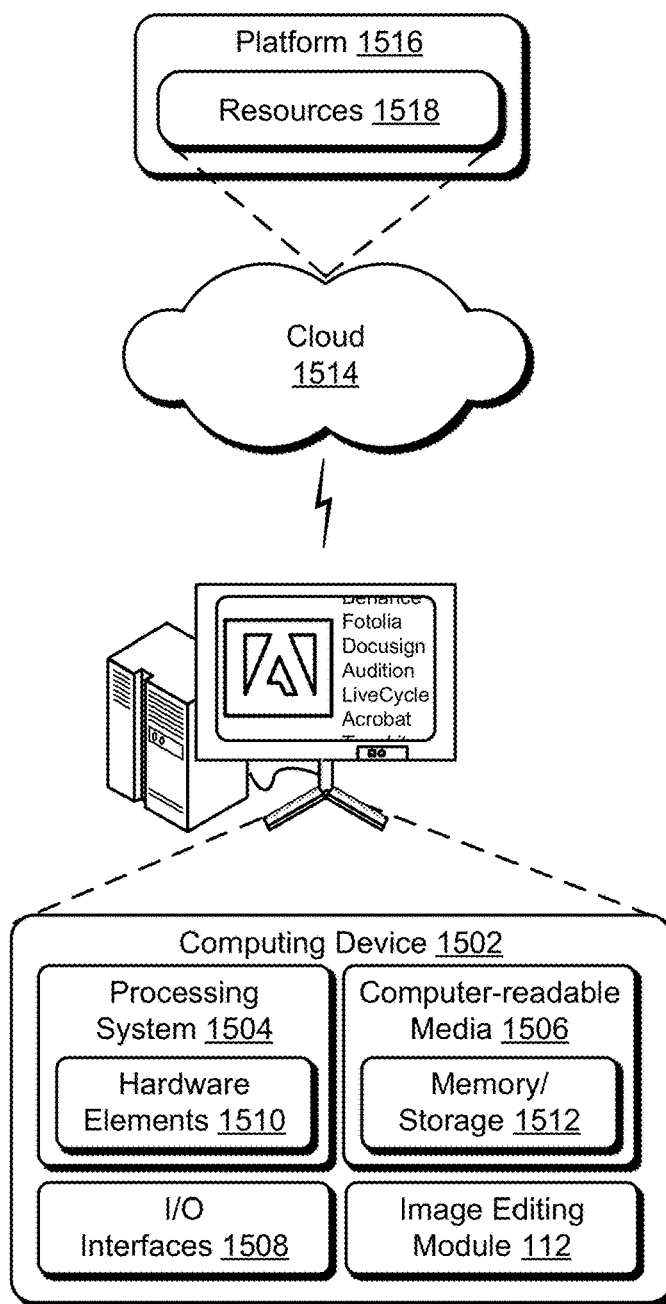 Platform 1516
Resources 1518
Cloud
1514
Fotolia
Docusign
Audition
LiveCycle
Acrobat
Computing Device 1502
Processing
System 1504
Hardware
Elements 1510
Computer-readable
Media 1506
Memory/
Storage 1512
I/O
Interfaces 1508
Image Editing
Module 112